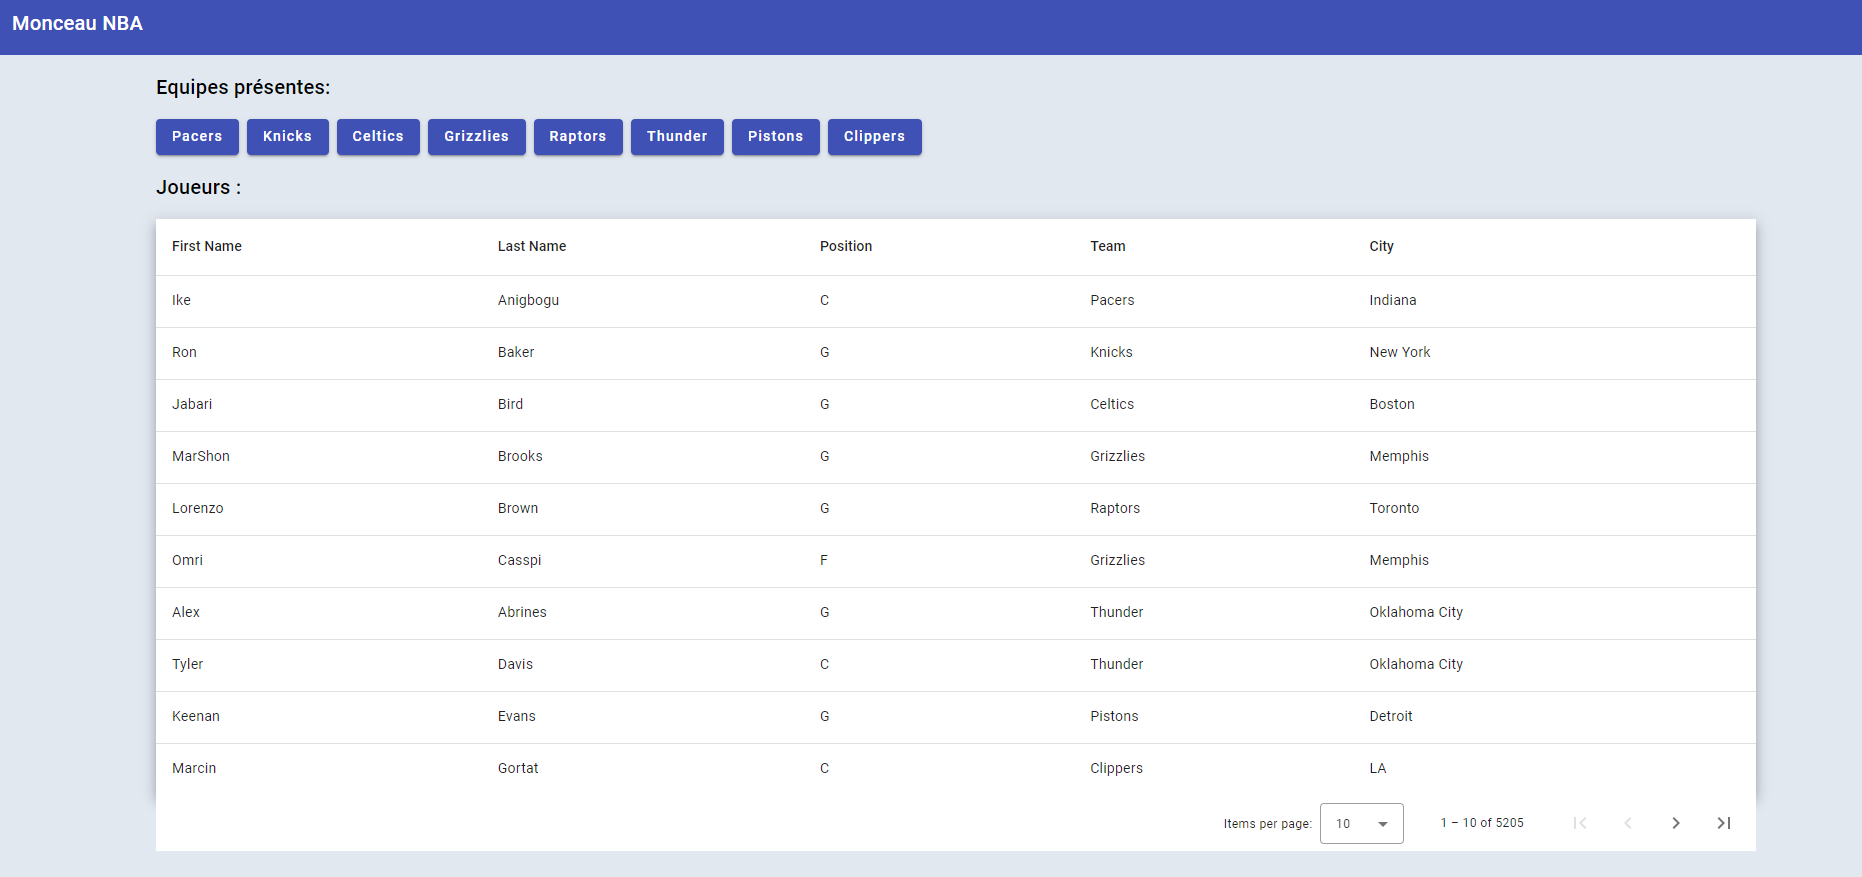 Monceau NBA
Equipes présentes:
Pacers Knicks Celtics Grizzlies Raptors Thunder Pistons Clippers
Joueurs :
First Name Last Name Position Team City
Ike Anigbogu C Pacers Indiana
Ron Baker G Knicks New York
Jabari Bird G Celtics Boston
MarShon Brooks G Grizzlies Memphis
Lorenzo Brown G Raptors Toronto
Omri Casspi F Grizzlies Memphis
Alex Abrines G Thunder Oklahoma City
Tyler Davis C Thunder Oklahoma City
Keenan Evans G Pistons Detroit
Marcin Gortat C Clippers LA
Items per page: 10 1 – 10 of 5205